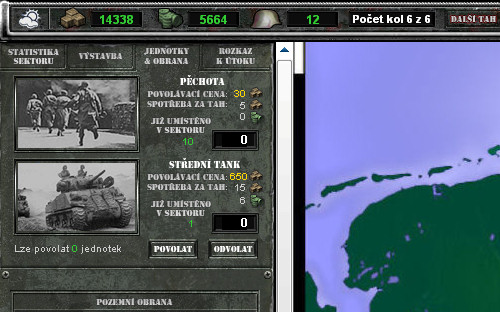 14338 5664 12 Počet kol 6 z 6 DALŠÍ TAH
STATISTIKA SEKTORU VÝSTAVBA JEDNOTKY & OBRANA ROZKAZ K ÚTOKU
PĚCHOTA
POVOLÁVACÍ CENA: 30
SPOTŘEBA ZA TAH: 5
0
JIŽ UMÍSTĚNO
V SEKTORU
10 0
STŘEDNÍ TANK
POVOLÁVACÍ CENA: 650
SPOTŘEBA ZA TAH: 15
6
JIŽ UMÍSTĚNO
V SEKTORU
1 0
Lze povolat 0 jednotek POVOLAT ODVOLAT
POZEMNÍ OBRANA